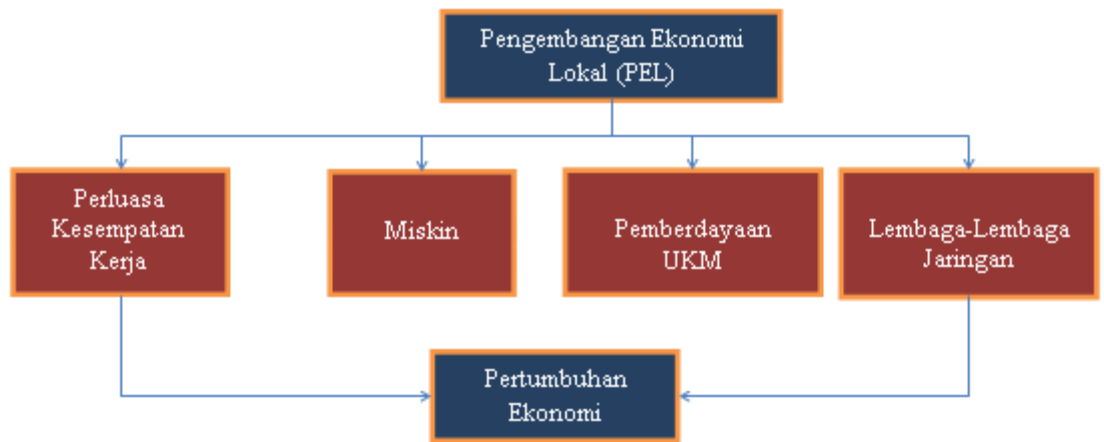 Pengembangan Ekonomi
Lokal (PEL)
Perluasa
Kesempatan
Kerja
Miskin
Pemberdayaan
UKM
Lembaga-Lembaga
Jaringan
Pertumbuhan
Ekonomi